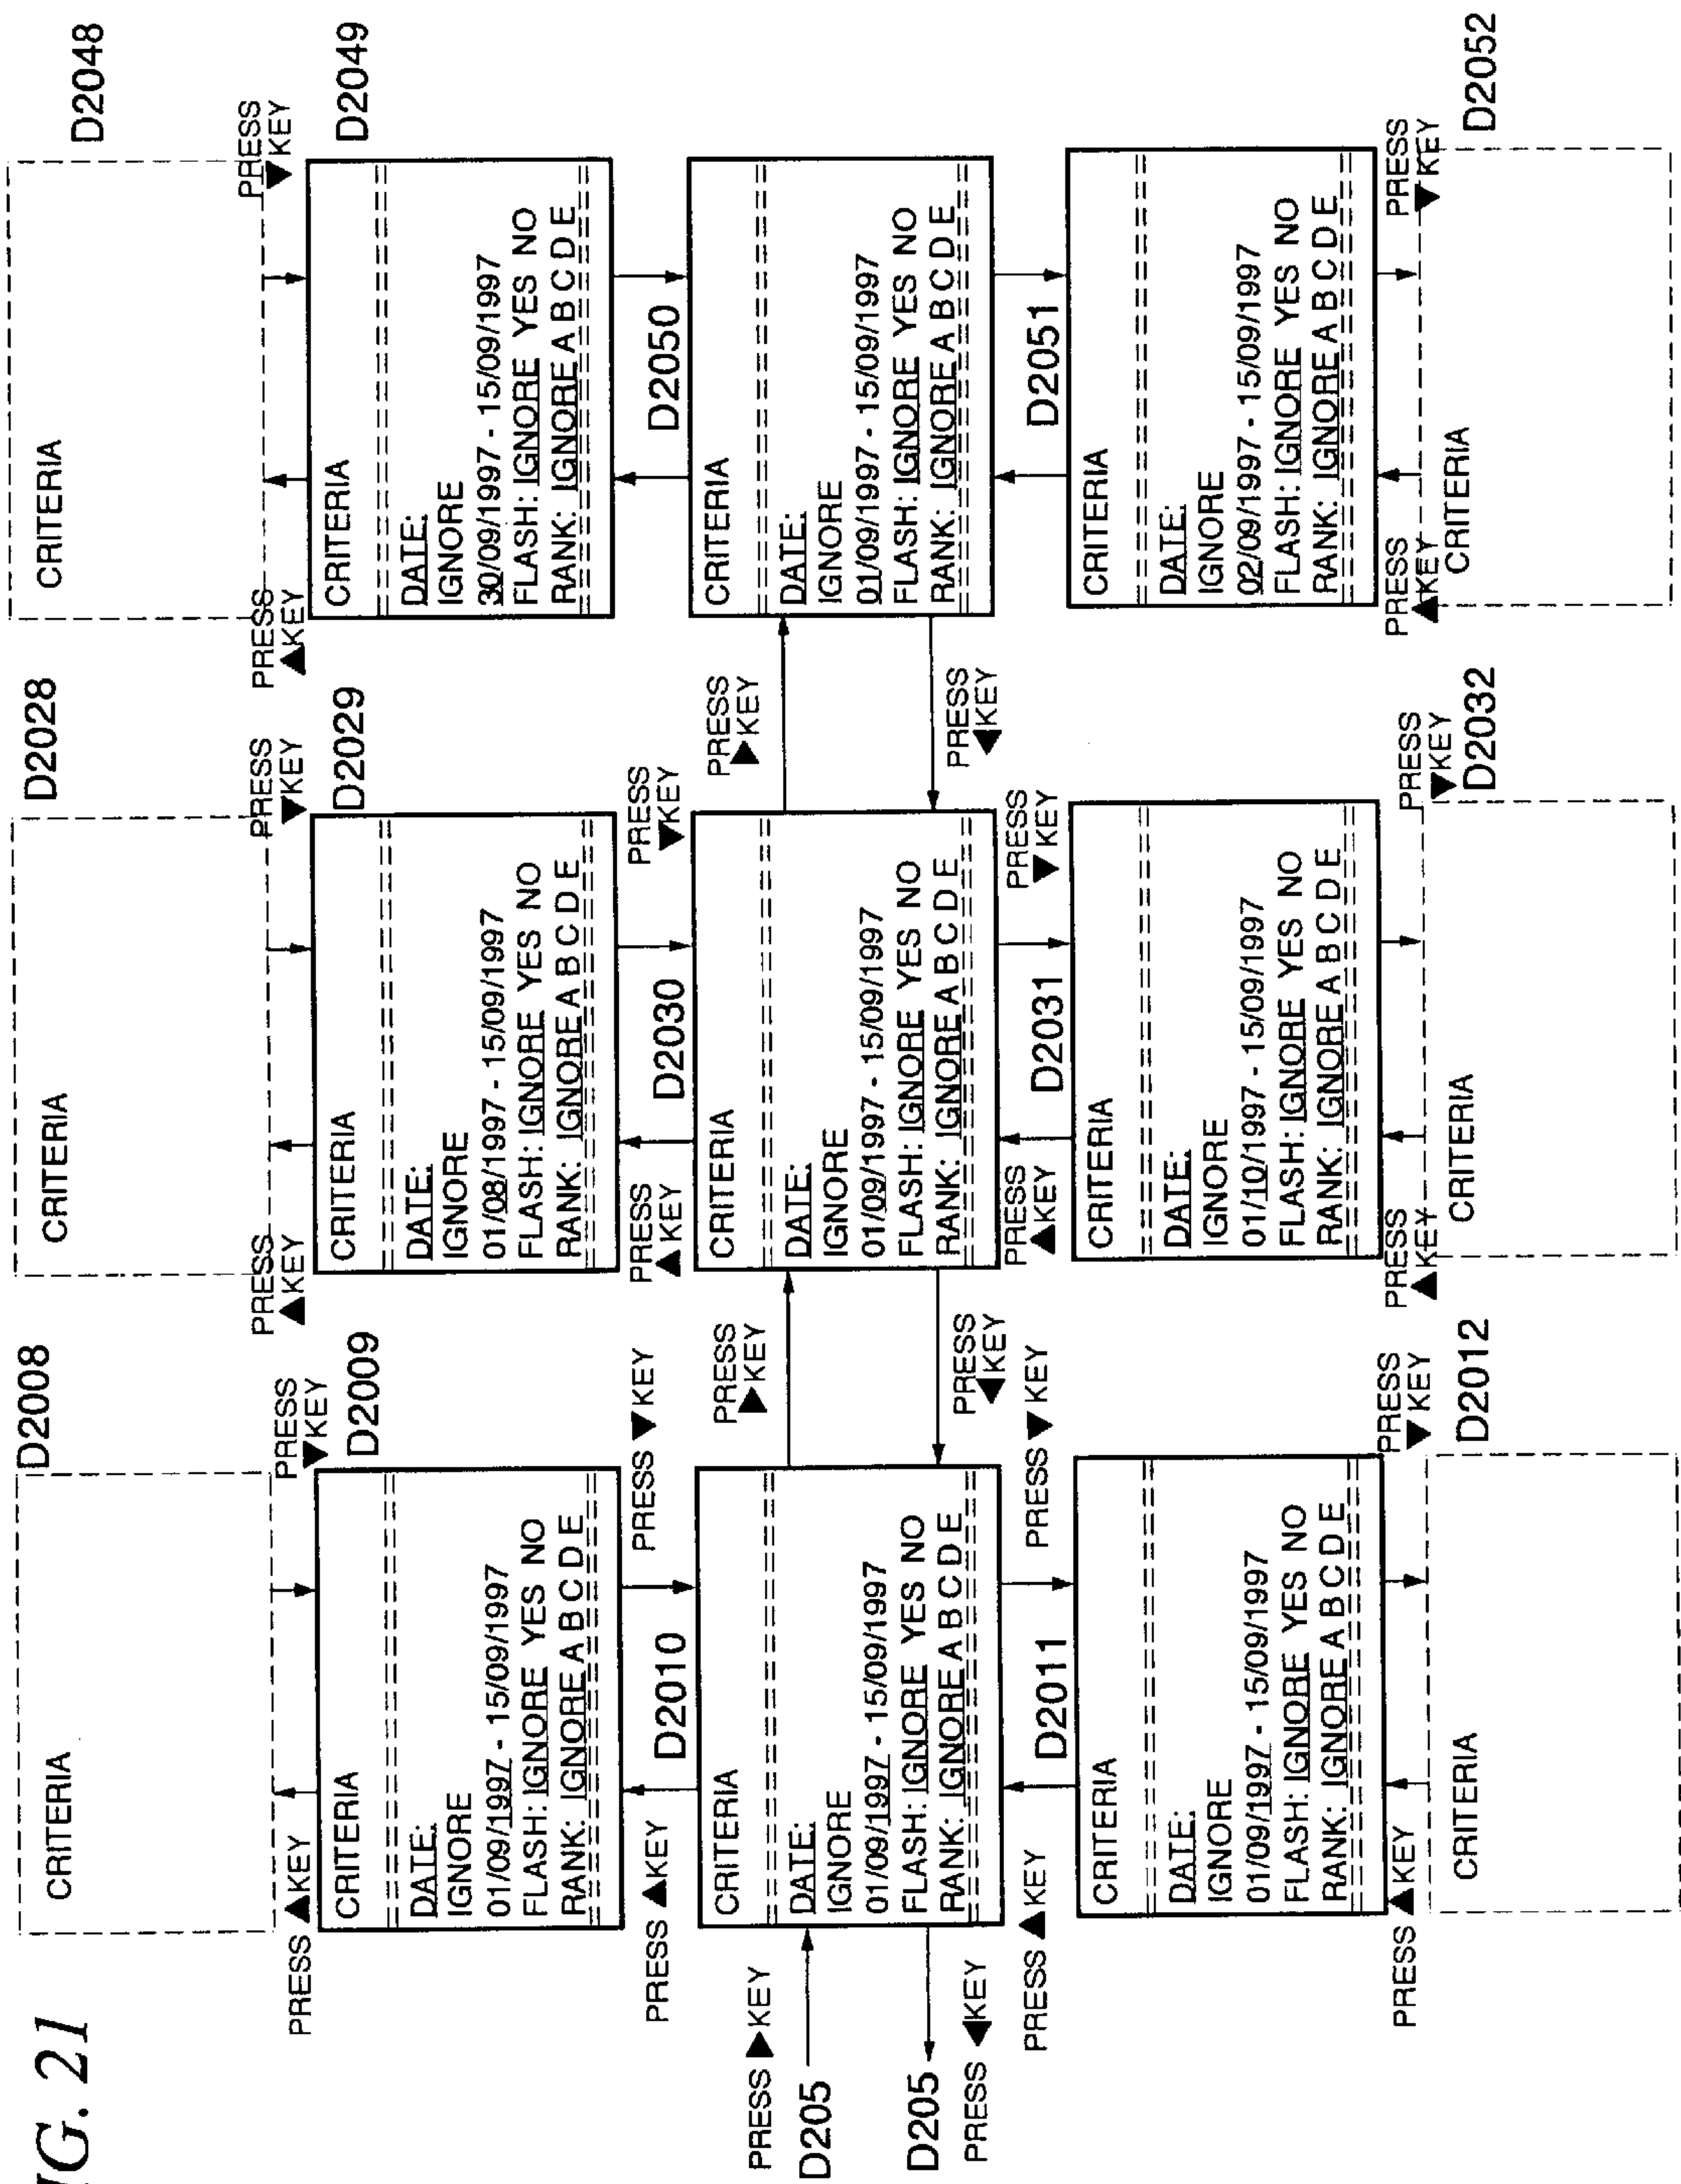 IG. 21
D2008
CRITERIA
PRESS ▲KEY
PRESS
▼KEY
D2009
CRITERIA
DATE:
IGNORE
01/09/1997 - 15/09/1997
FLASH: IGNORE YES NO
RANK: IGNORE A B C D E
PRESS ▲KEY
PRESS ▼KEY
D2010
PRESS ▶KEY
D205
CRITERIA
DATE:
IGNORE
01/09/1997 - 15/09/1997
FLASH: IGNORE YES NO
RANK: IGNORE A B C D E
D205
PRESS ◀KEY
PRESS
▶KEY
PRESS
◀KEY
PRESS ▲KEY
PRESS ▼KEY
D2011
CRITERIA
DATE:
IGNORE
01/09/1997 - 15/09/1997
FLASH: IGNORE YES NO
RANK: IGNORE A B C D E
PRESS ▲KEY
PRESS
▼KEY
D2012
CRITERIA
D2028
CRITERIA
PRESS
▲KEY
PRESS
▼KEY
D2029
CRITERIA
DATE:
IGNORE
01/08/1997 - 15/09/1997
FLASH: IGNORE YES NO
RANK: IGNORE A B C D E
PRESS
▲KEY
PRESS
▼KEY
D2030
CRITERIA
DATE:
IGNORE
01/09/1997 - 15/09/1997
FLASH: IGNORE YES NO
RANK: IGNORE A B C D E
PRESS
▶KEY
PRESS
◀KEY
PRESS
▲KEY
PRESS
▼KEY
D2031
CRITERIA
DATE:
IGNORE
01/10/1997 - 15/09/1997
FLASH: IGNORE YES NO
RANK: IGNORE A B C D E
PRESS
▲KEY
PRESS
▼KEY
D2032
CRITERIA
D2048
CRITERIA
PRESS
▲KEY
PRESS
▼KEY
D2049
CRITERIA
DATE:
IGNORE
30/09/1997 - 15/09/1997
FLASH: IGNORE YES NO
RANK: IGNORE A B C D E
D2050
CRITERIA
DATE:
IGNORE
01/09/1997 - 15/09/1997
FLASH: IGNORE YES NO
RANK: IGNORE A B C D E
D2051
CRITERIA
DATE:
IGNORE
02/09/1997 - 15/09/1997
FLASH: IGNORE YES NO
RANK: IGNORE A B C D E
PRESS
▲KEY
PRESS
▼KEY
D2052
CRITERIA